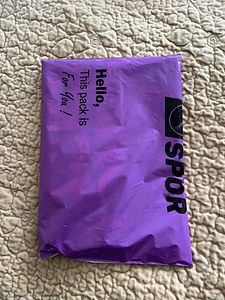 Hello,
This pack is
For You!
SPOR